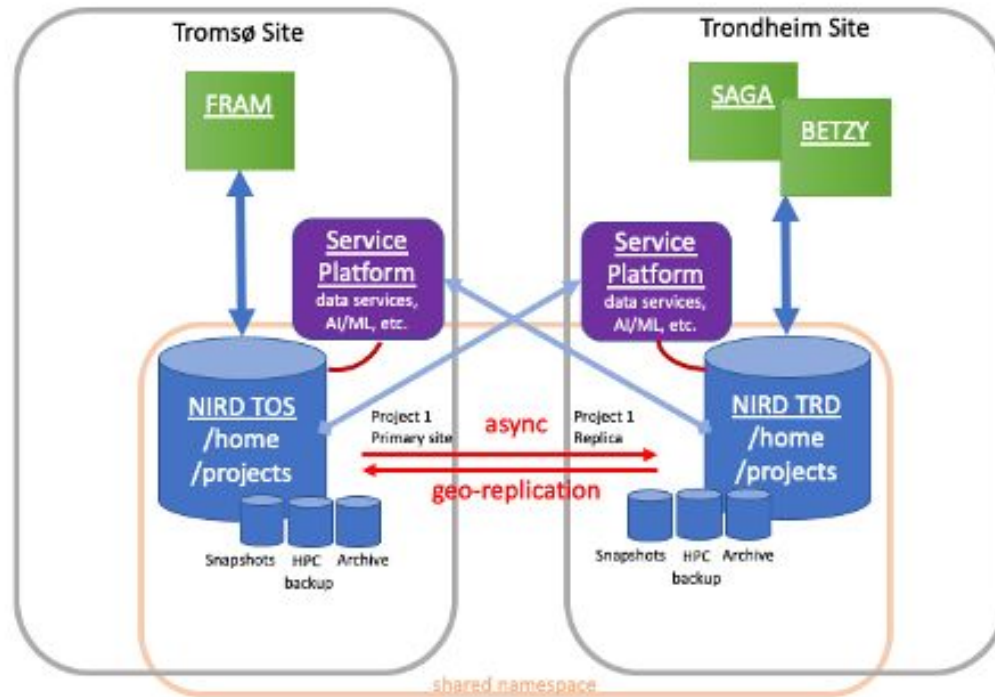 Tromsø Site
FRAM
Service
Platform
data services,
AI/ML, etc.
NIRD TOS
/home
/projects
Snapshots
HPC
backup
Archive
Project 1
Primary site
async
geo-replication
Project 1
Replica
Trondheim Site
SAGA
BETZY
Service
Platform
data services,
AI/ML, etc.
NIRD TRD
/home
/projects
Snapshots
HPC
backup
Archive
shared namespace